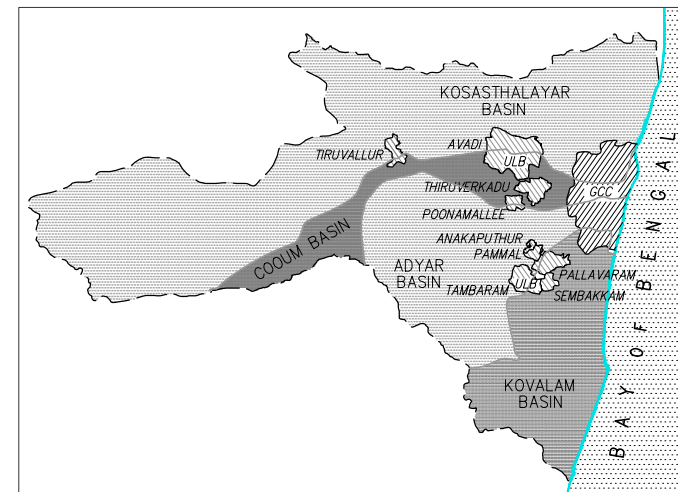 KOSASTHALAYAR
BASIN
AVADI
ULB
TIRUVALLUR
THIRUVERKADU
GCC
POONAMALLEE
COOUM BASIN
ANAKAPUTHUR
PAMMAL
ADYAR
BASIN
PALLAVARAM
TAMBARAM
ULB
SEMBAKKAM
KOVALAM
BASIN
BAY OF BENGAL